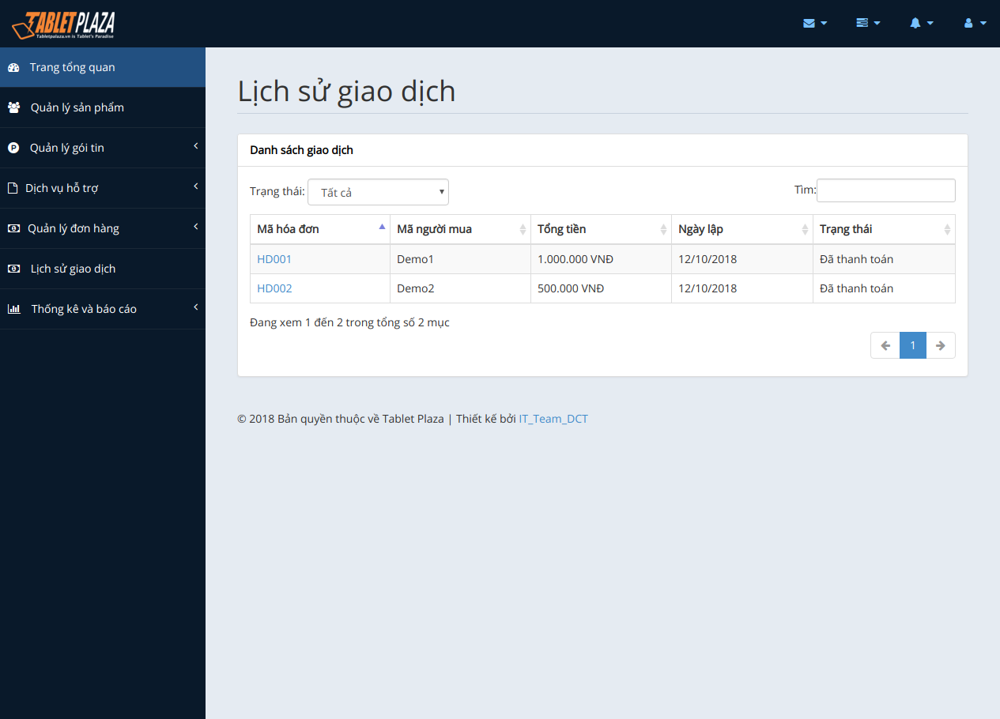 TABLETPLAZA
Tabletpalaza.vn is Tablet's Paradise
Trang tổng quan
Quản lý sản phẩm
Quản lý gói tin
Dịch vụ hỗ trợ
Quản lý đơn hàng
Lịch sử giao dịch
Thống kê và báo cáo
Lịch sử giao dịch
Danh sách giao dịch
Trạng thái: Tất cả Tìm:
Mã hóa đơn Mã người mua Tổng tiền Ngày lập Trạng thái
HD001 Demo1 1.000.000 VNĐ 12/10/2018 Đã thanh toán
HD002 Demo2 500.000 VNĐ 12/10/2018 Đã thanh toán
Đang xem 1 đến 2 trong tổng số 2 mục
1
© 2018 Bản quyền thuộc về Tablet Plaza | Thiết kế bởi IT_Team_DCT